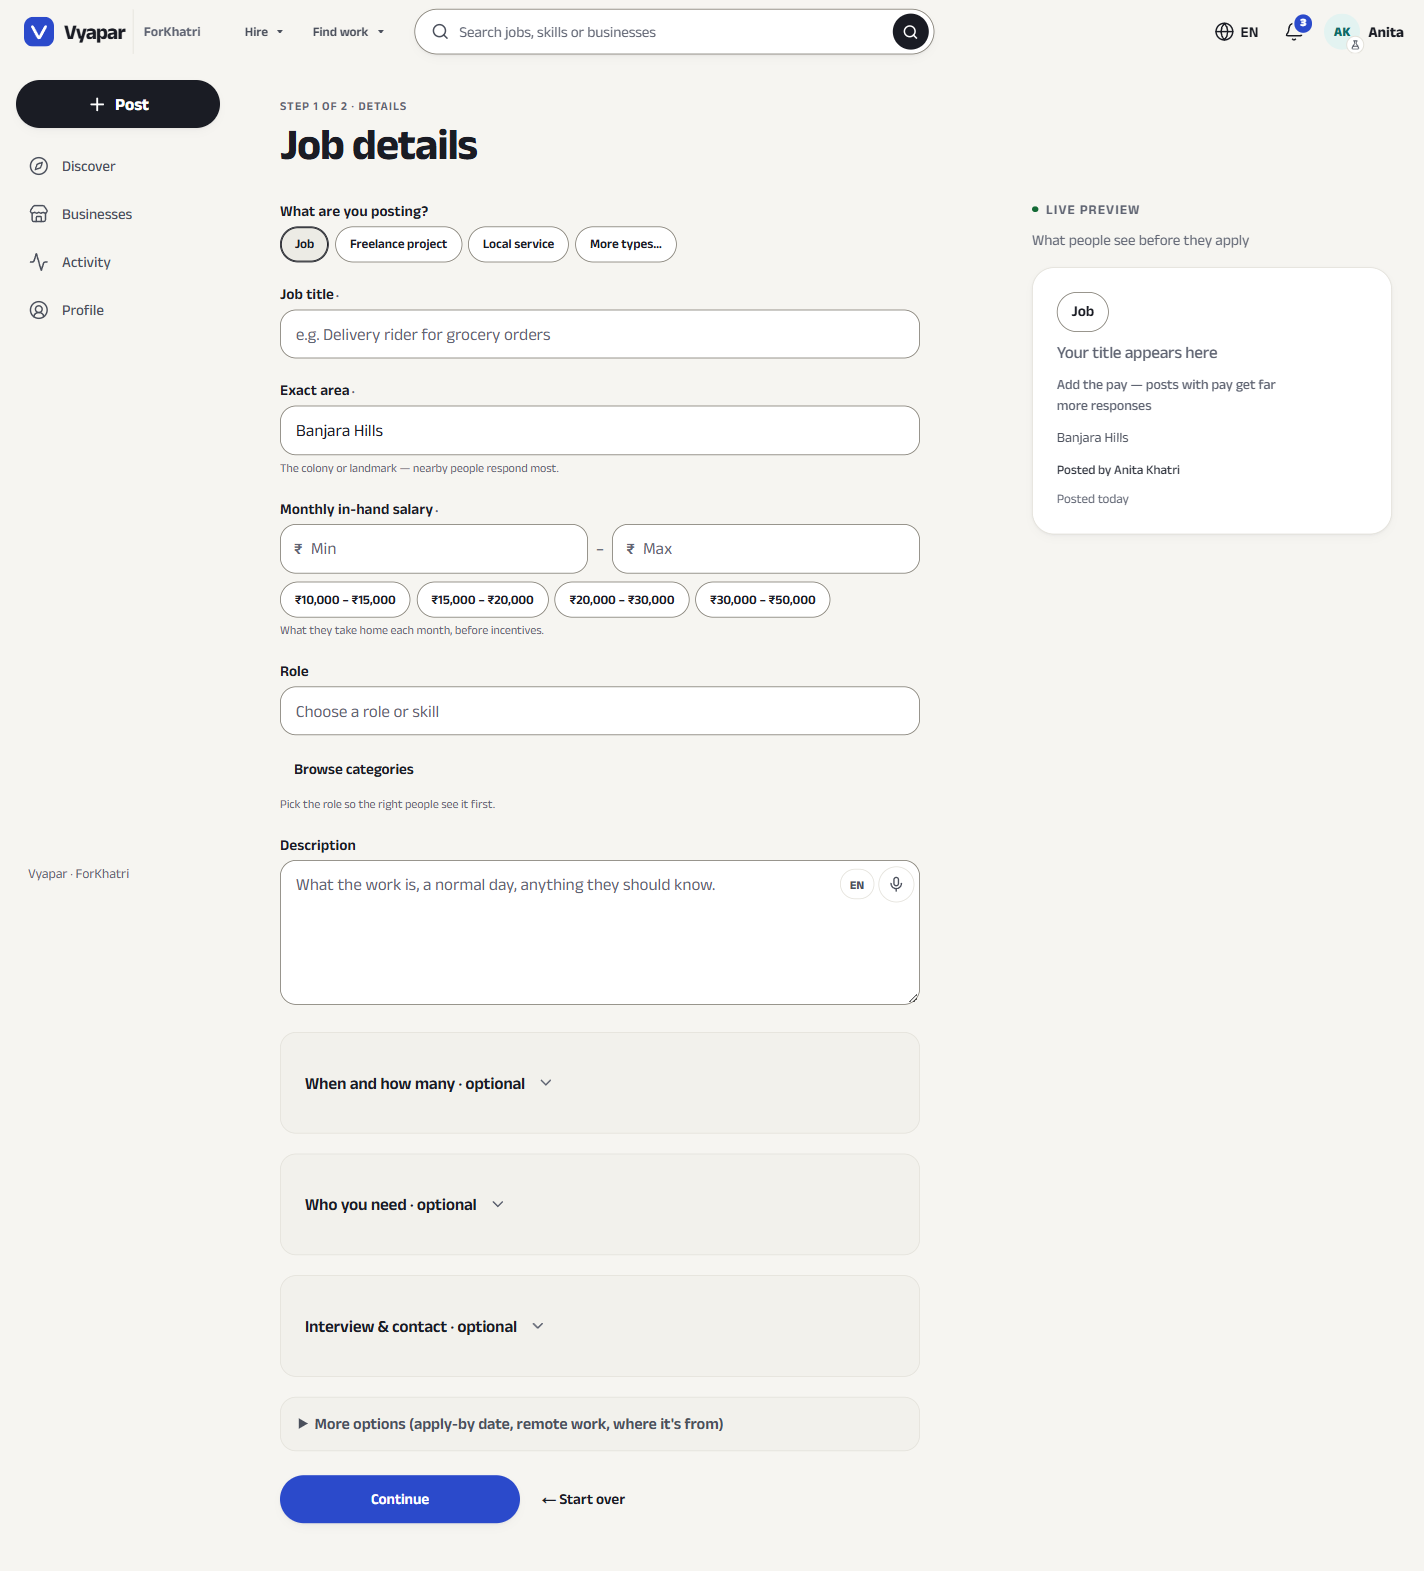 Vyapar
ForKhatri
Hire
Find work
Search jobs, skills or businesses
EN
3
AK
Anita
Post
Discover
Businesses
Activity
Profile
Vyapar · ForKhatri
STEP 1 OF 2 · DETAILS
Job details
What are you posting?
Job
Freelance project
Local service
More types...
Job title ·
e.g. Delivery rider for grocery orders
Exact area ·
Banjara Hills
The colony or landmark — nearby people respond most.
Monthly in-hand salary ·
₹ Min
–
₹ Max
₹10,000 – ₹15,000
₹15,000 – ₹20,000
₹20,000 – ₹30,000
₹30,000 – ₹50,000
What they take home each month, before incentives.
Role
Choose a role or skill
Browse categories
Pick the role so the right people see it first.
Description
What the work is, a normal day, anything they should know.
EN
When and how many · optional
Who you need · optional
Interview & contact · optional
More options (apply-by date, remote work, where it's from)
Continue
← Start over
LIVE PREVIEW
What people see before they apply
Job
Your title appears here
Add the pay — posts with pay get far
more responses
Banjara Hills
Posted by Anita Khatri
Posted today